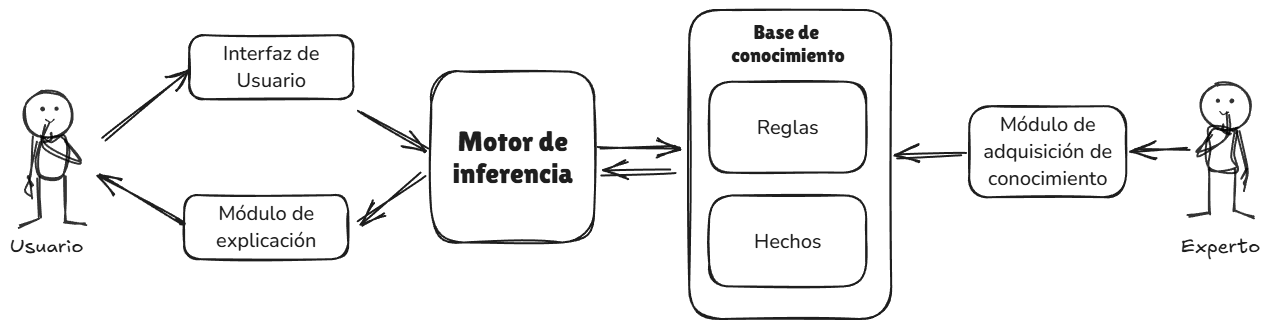 Interfaz de
Usuario
Usuario
Módulo de
explicación
Motor de
inferencia
Base de
conocimiento
Reglas
Hechos
Módulo de
adquisición de
conocimiento
Experto